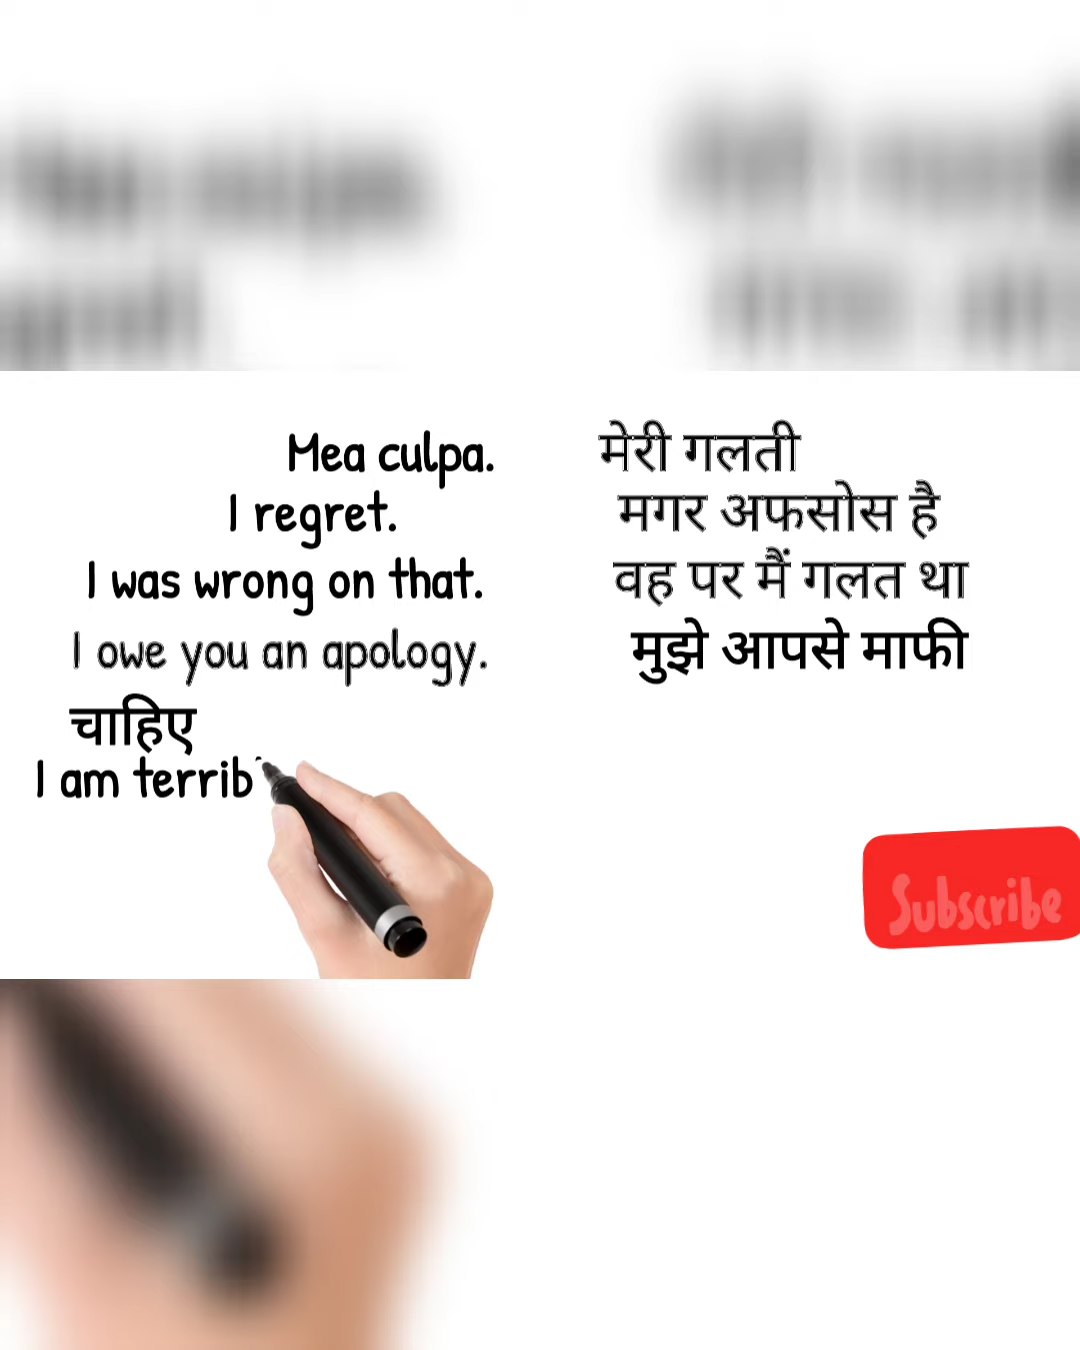 Mea culpa. मेरी गलती
I regret. मगर अफसोस है
I was wrong on that. वह पर मैं गलत था
I owe you an apology. मुझे आपसे माफी
चाहिए
I am terrib
Subscribe